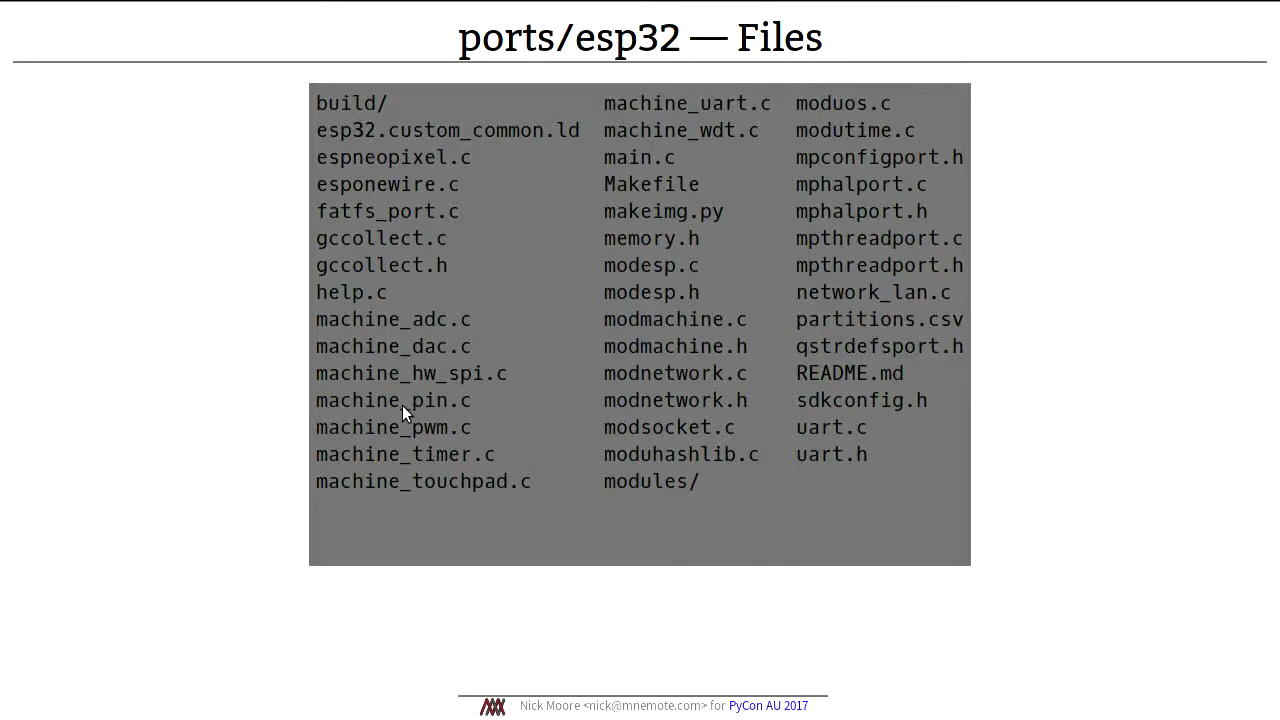 ports/esp32 — Files
build/ machine_uart.c moduos.c
esp32.custom_common.ld machine_wdt.c modutime.c
espneopixel.c main.c mpconfigport.h
esponewire.c Makefile mphalport.c
fatfs_port.c makeimg.py mphalport.h
gccollect.c memory.h mpthreadport.c
gccollect.h modesp.c mpthreadport.h
help.c modesp.h network_lan.c
machine_adc.c modmachine.c partitions.csv
machine_dac.c modmachine.h qstrdefsport.h
machine_hw_spi.c modnetwork.c README.md
machine_pin.c modnetwork.h sdkconfig.h
machine_pwm.c modsocket.c uart.c
machine_timer.c moduhashlib.c uart.h
machine_touchpad.c modules/
Nick Moore <nick@mnemote.com> for PyCon AU 2017